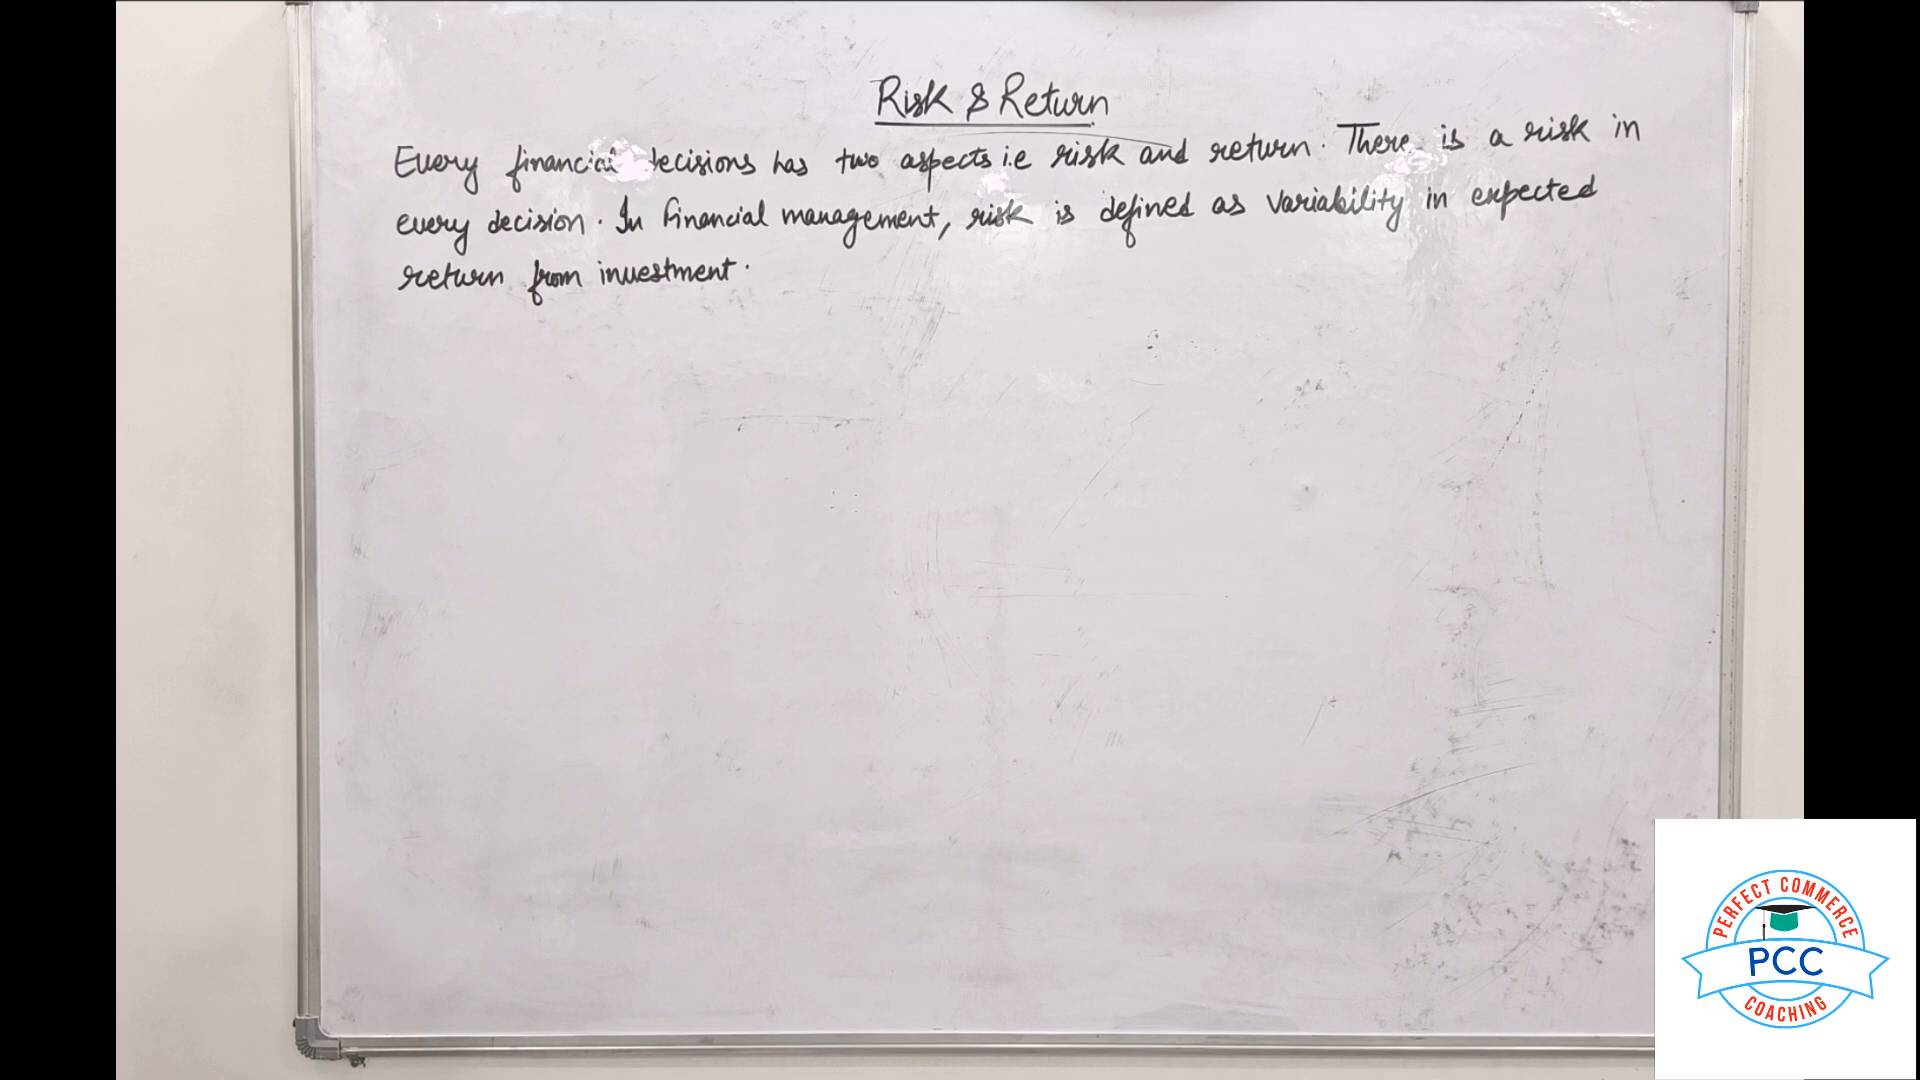 Risk & Return
Every financial decisions has two aspects i.e risk and return. There is a risk in
every decision. In financial management, risk is defined as variability in expected
return from investment.
PERFECT COMMERCE
PCC
COACHING